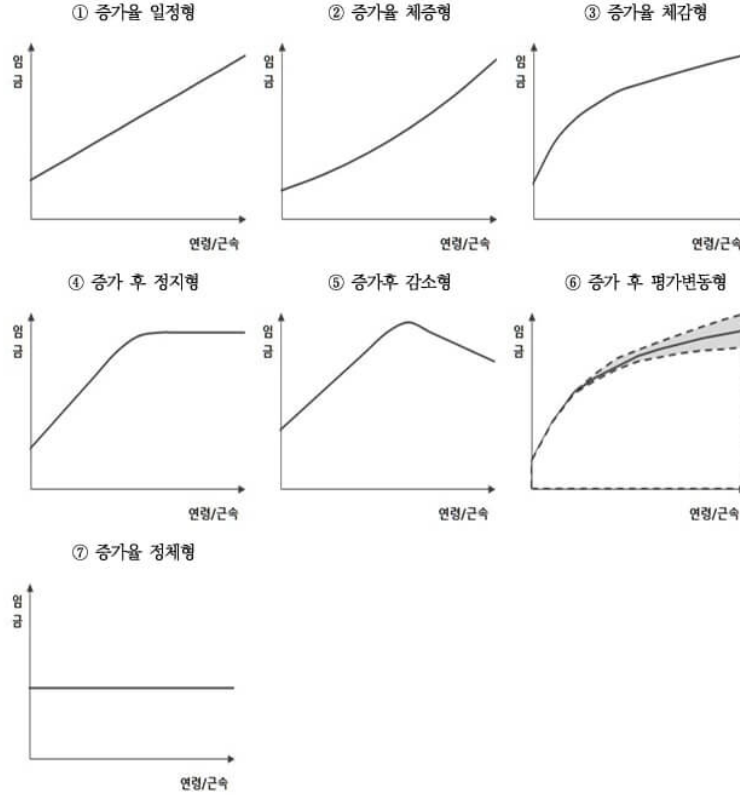 ① 증가율 일정형
② 증가율 체증형
③ 증가율 체감형
임금
임금
임금
연령/근속
연령/근속
연령/근속
④ 증가 후 정지형
⑤ 증가후 감소형
⑥ 증가 후 평가변동형
임금
임금
임금
연령/근속
연령/근속
연령/근속
⑦ 증가율 정체형
임금
연령/근속